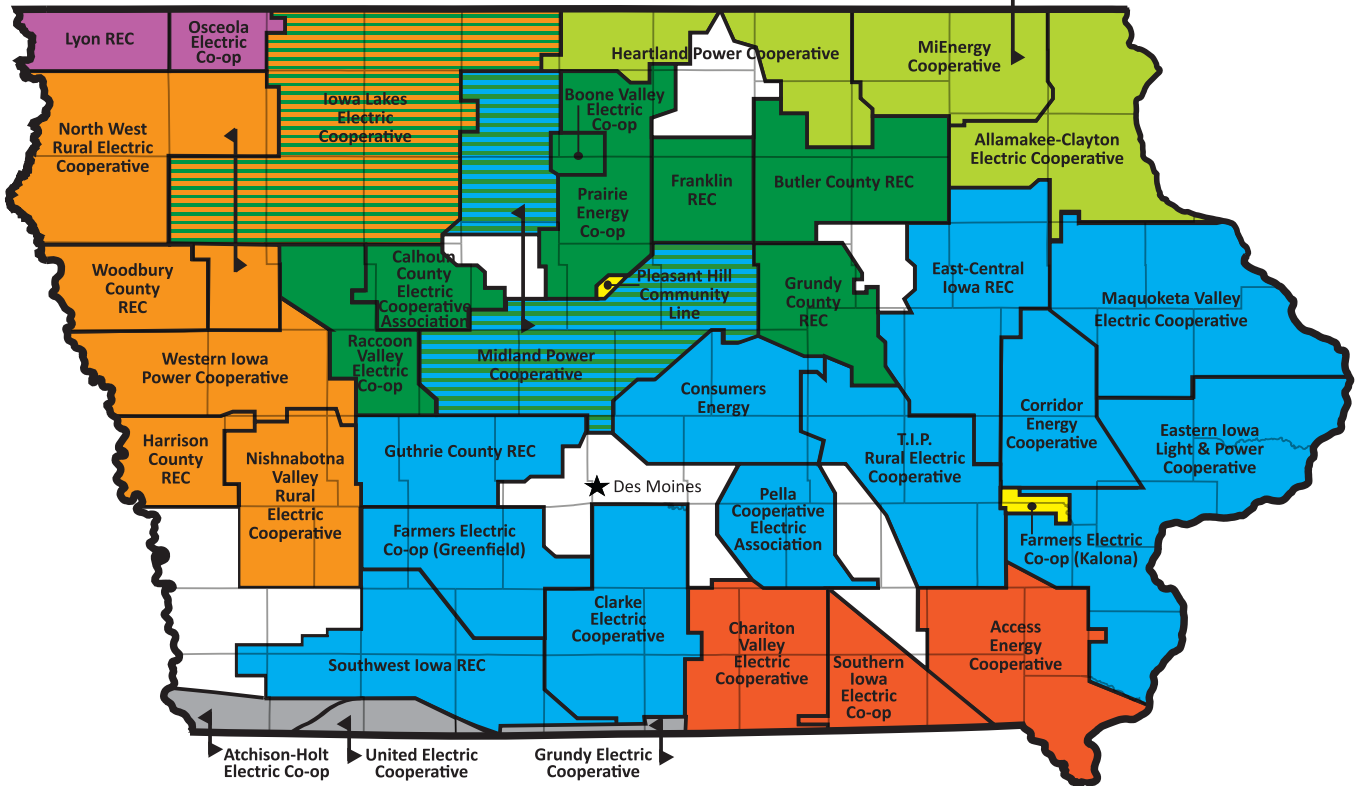 Lyon REC
Osceola
Electric
Co-op
Heartland Power Cooperative
MiEnergy
Cooperative
Iowa Lakes
Electric
Cooperative
Boone Valley
Electric
Co-op
North West
Rural Electric
Cooperative
Allamakee-Clayton
Electric Cooperative
Prairie
Energy
Co-op
Franklin
REC
Butler County REC
Woodbury
County
REC
Calhoun
County
Electric
Cooperative
Association
Pleasant Hill
Community
Line
Grundy
County
REC
East-Central
Iowa REC
Maquoketa Valley
Electric Cooperative
Western Iowa
Power Cooperative
Raccoon
Valley
Electric
Co-op
Midland Power
Cooperative
Consumers
Energy
Corridor
Energy
Cooperative
Harrison
County
REC
Nishnabotna
Valley
Rural
Electric
Cooperative
Guthrie County REC
T.I.P.
Rural Electric
Cooperative
Eastern Iowa
Light & Power
Cooperative
Des Moines
Pella
Cooperative
Electric
Association
Farmers Electric
Co-op (Greenfield)
Farmers Electric
Co-op (Kalona)
Clarke
Electric
Cooperative
Chariton
Valley
Electric
Cooperative
Southern
Iowa
Electric
Co-op
Access
Energy
Cooperative
Southwest Iowa REC
Atchison-Holt
Electric Co-op
United Electric
Cooperative
Grundy Electric
Cooperative